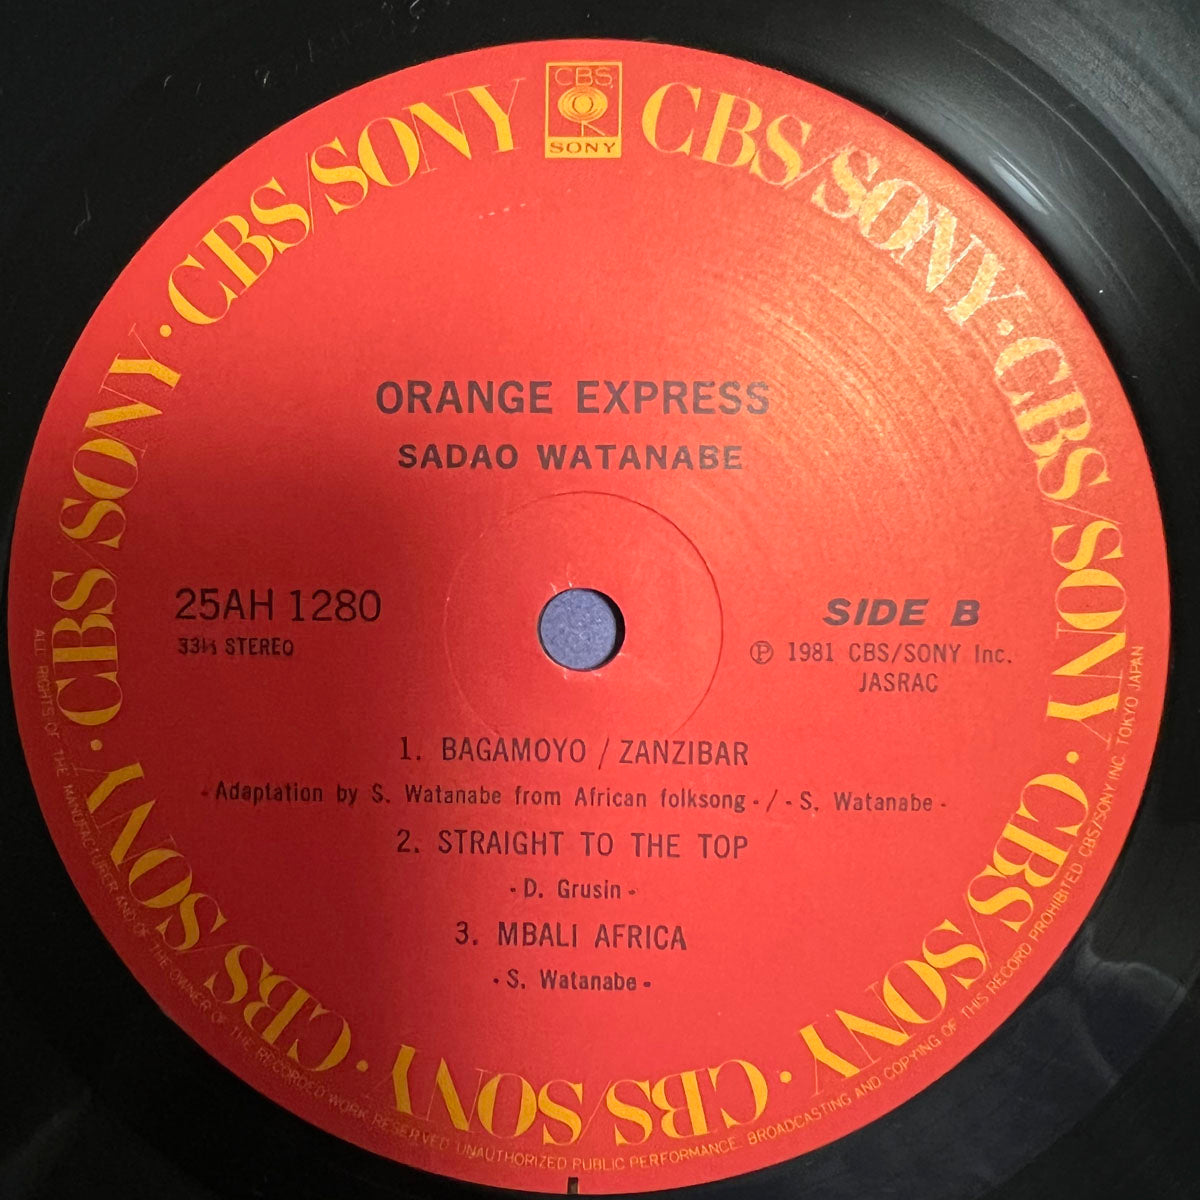 CBS
SONY
CBS/SONY · CBS/SONY · CBS/SONY · CBS/SONY · CBS/SONY · CBS/SONY · CBS/SONY · CBS/SONY
ORANGE EXPRESS
SADAO WATANABE
25AH 1280
33⅓ STEREO
SIDE B
Ⓟ 1981 CBS/SONY Inc.
JASRAC
1. BAGAMOYO / ZANZIBAR
- Adaptation by S. Watanabe from African folksong - / - S. Watanabe -
2. STRAIGHT TO THE TOP
- D. Grusin -
3. MBALI AFRICA
- S. Watanabe -
ALL RIGHTS OF THE MANUFACTURER AND OF THE OWNER OF THE RECORDED WORK RESERVED UNAUTHORIZED PUBLIC PERFORMANCE, BROADCASTING AND COPYING OF THIS RECORD PROHIBITED CBS/SONY INC. TOKYO JAPAN